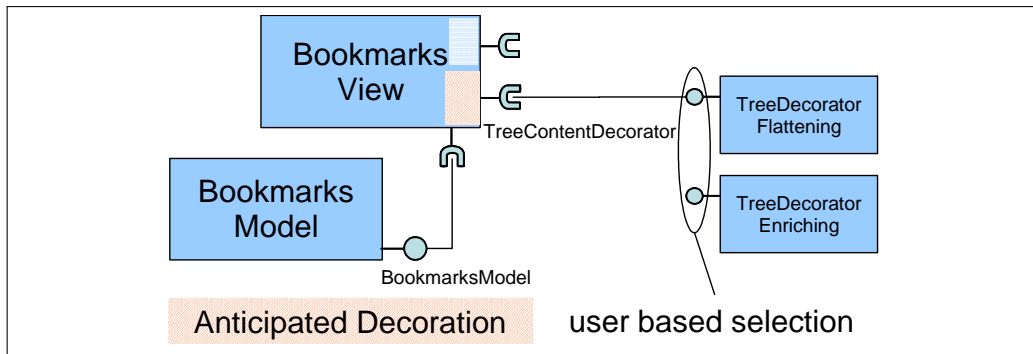 Bookmarks
View
TreeContentDecorator
TreeDecorator
Flattening
Bookmarks
Model
TreeDecorator
Enriching
BookmarksModel
Anticipated Decoration
user based selection